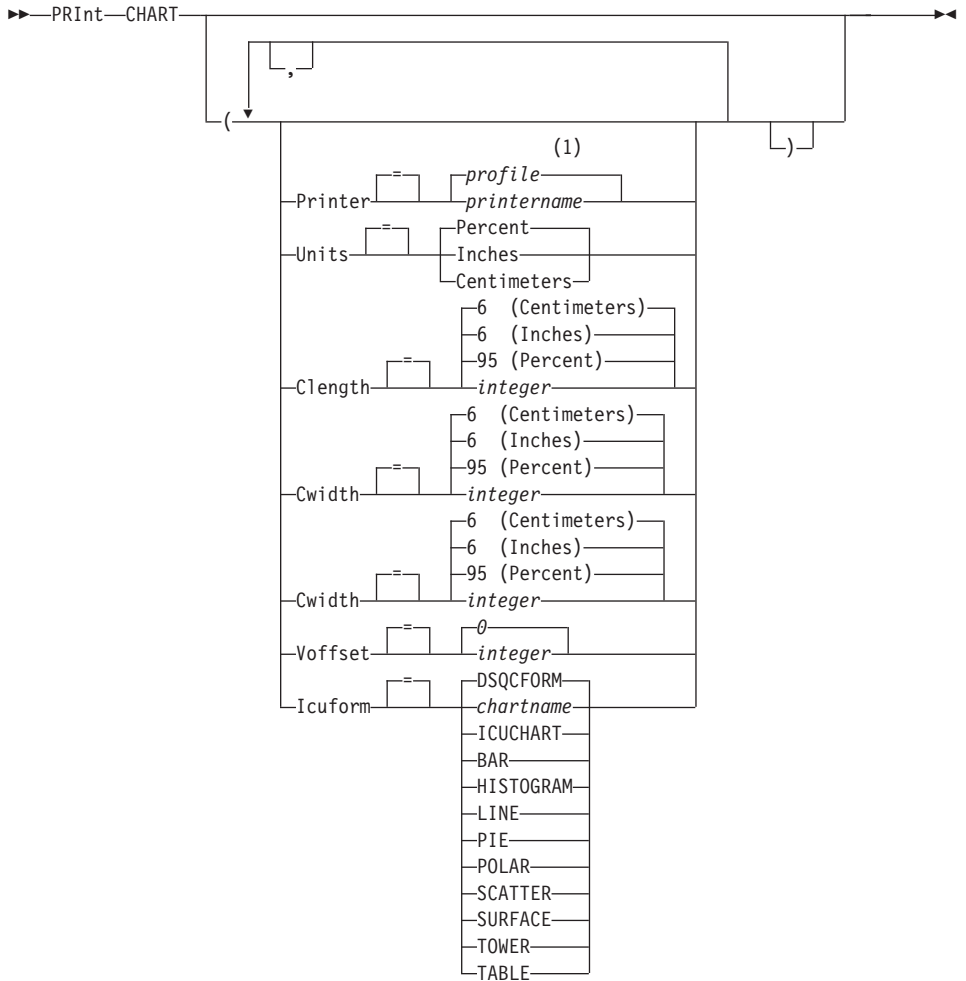 PRInt CHART
,
(
)
(1)
= profile
Printer printername
= Percent
Units Inches
Centimeters
6 (Centimeters)
6 (Inches)
= 95 (Percent)
Clength integer
6 (Centimeters)
6 (Inches)
= 95 (Percent)
Cwidth integer
6 (Centimeters)
6 (Inches)
= 95 (Percent)
Cwidth integer
= 0
Voffset integer
= DSQCFORM
Icuform chartname
ICUCHART
BAR
HISTOGRAM
LINE
PIE
POLAR
SCATTER
SURFACE
TOWER
TABLE